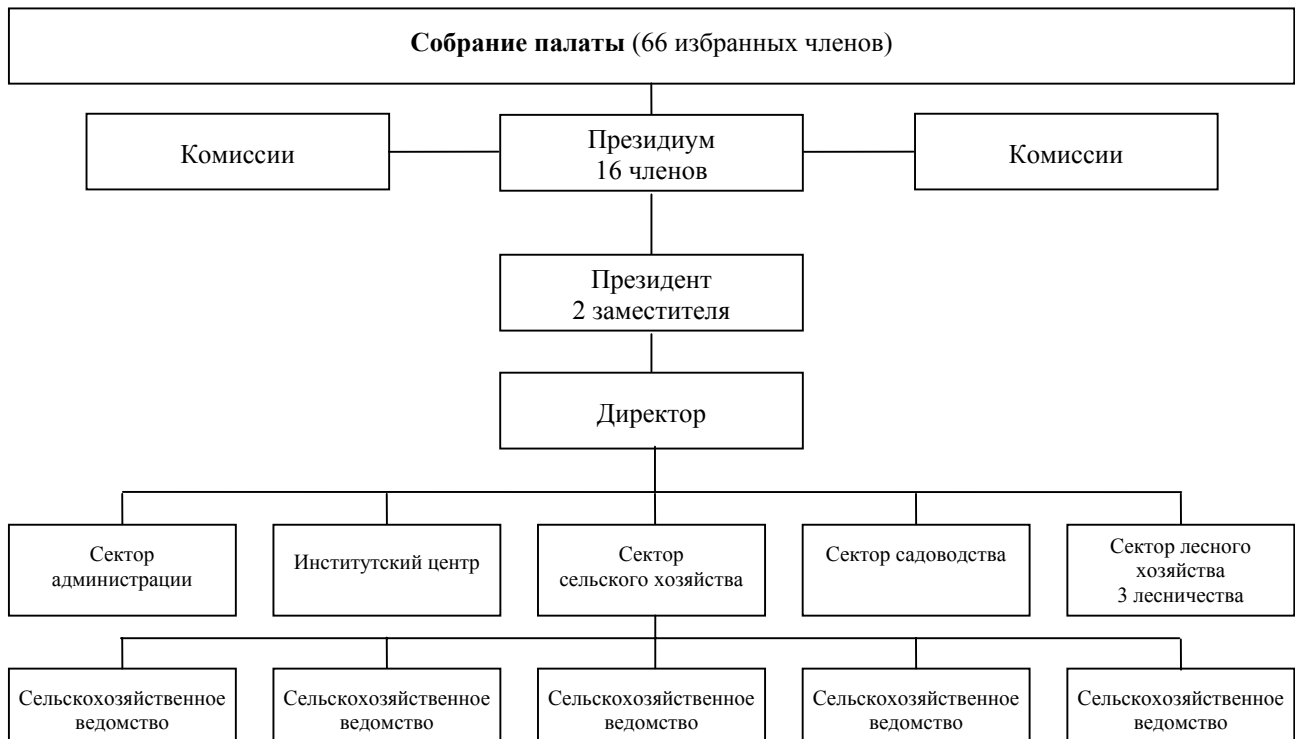 Собрание палаты (66 избранных членов)
Комиссии
Президиум
16 членов
Комиссии
Президент
2 заместителя
Директор
Сектор
администрации
Институтский центр
Сектор
сельского хозяйства
Сектор садоводства
Сектор лесного
хозяйства
3 лесничества
Сельскохозяйственное
ведомство
Сельскохозяйственное
ведомство
Сельскохозяйственное
ведомство
Сельскохозяйственное
ведомство
Сельскохозяйственное
ведомство